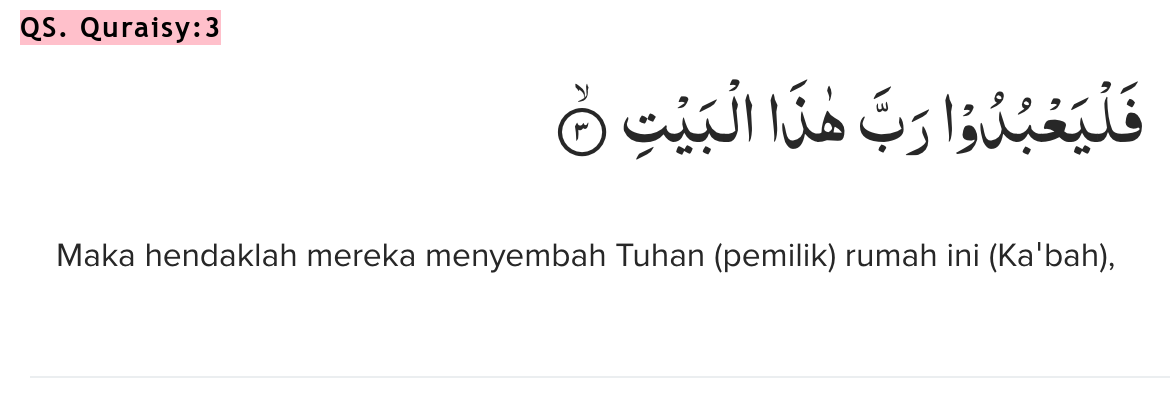 QS. Quraisy:3
فَلْيَعْبُدُوْا رَبَّ هٰذَا الْبَيْتِۙ ٣
Maka hendaklah mereka menyembah Tuhan (pemilik) rumah ini (Ka'bah),